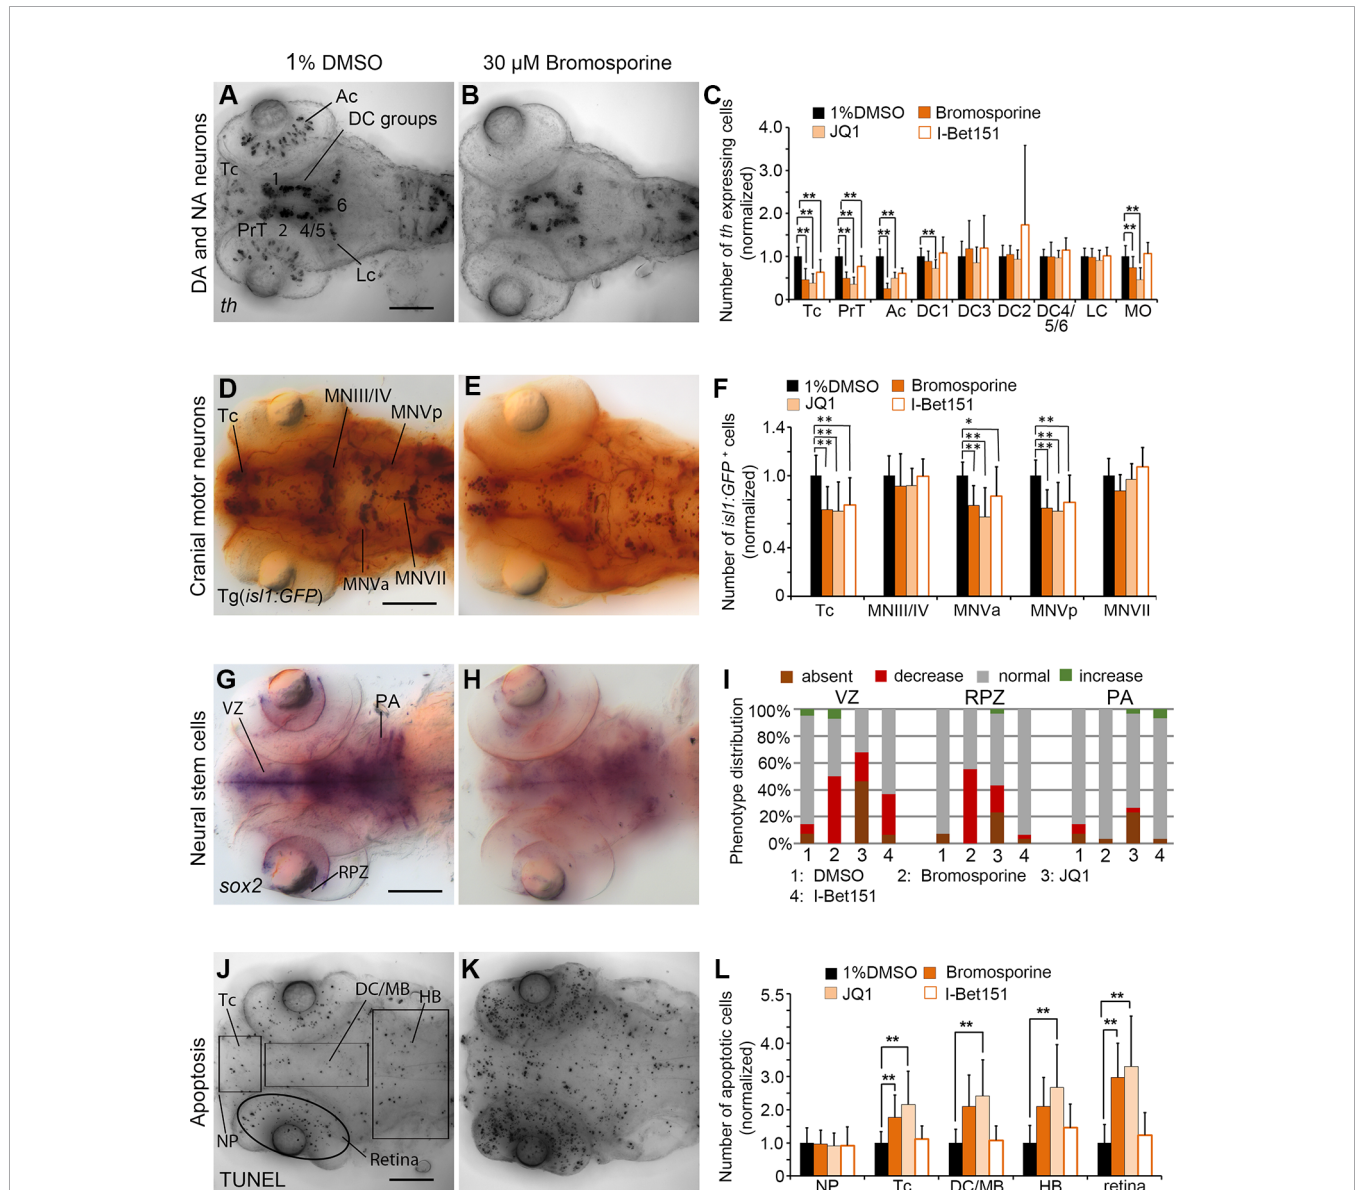 1% DMSO
30 µM Bromosporine
DA and NA neurons
A
Ac
DC groups
Tc
1
6
PrT 2 4/5
Lc
th
B
C
1%DMSO Bromosporine
JQ1 I-Bet151
Number of th expressing cells
(normalized)
4.0
3.0
2.0
1.0
0
** ** ** ** ** ** ** ** ** ** **
Tc PrT Ac DC1 DC3 DC2 DC4/ LC MO
5/6
Cranial motor neurons
D
Tc
MNIII/IV
MNVp
MNVa
MNVII
Tg(isl1:GFP)
E
F
1%DMSO Bromosporine
JQ1 I-Bet151
Number of isl1:GFP + cells
(normalized)
1.4
1.0
0.4
0
** ** ** * ** ** ** ** **
Tc MNIII/IV MNVa MNVp MNVII
Neural stem cells
G
VZ
PA
RPZ
sox2
H
I
absent decrease normal increase
VZ RPZ PA
Phenotype distribution
100%
80%
60%
40%
20%
0%
1 2 3 4 1 2 3 4 1 2 3 4
1: DMSO 2: Bromosporine 3: JQ1
4: I-Bet151
Apoptosis
J
Tc
DC/MB
HB
NP
Retina
TUNEL
K
L
1%DMSO Bromosporine
JQ1 I-Bet151
Number of apoptotic cells
(normalized)
5.5
4.0
3.0
2.0
1.0
0
** ** ** ** ** **
NP Tc DC/MB HB retina